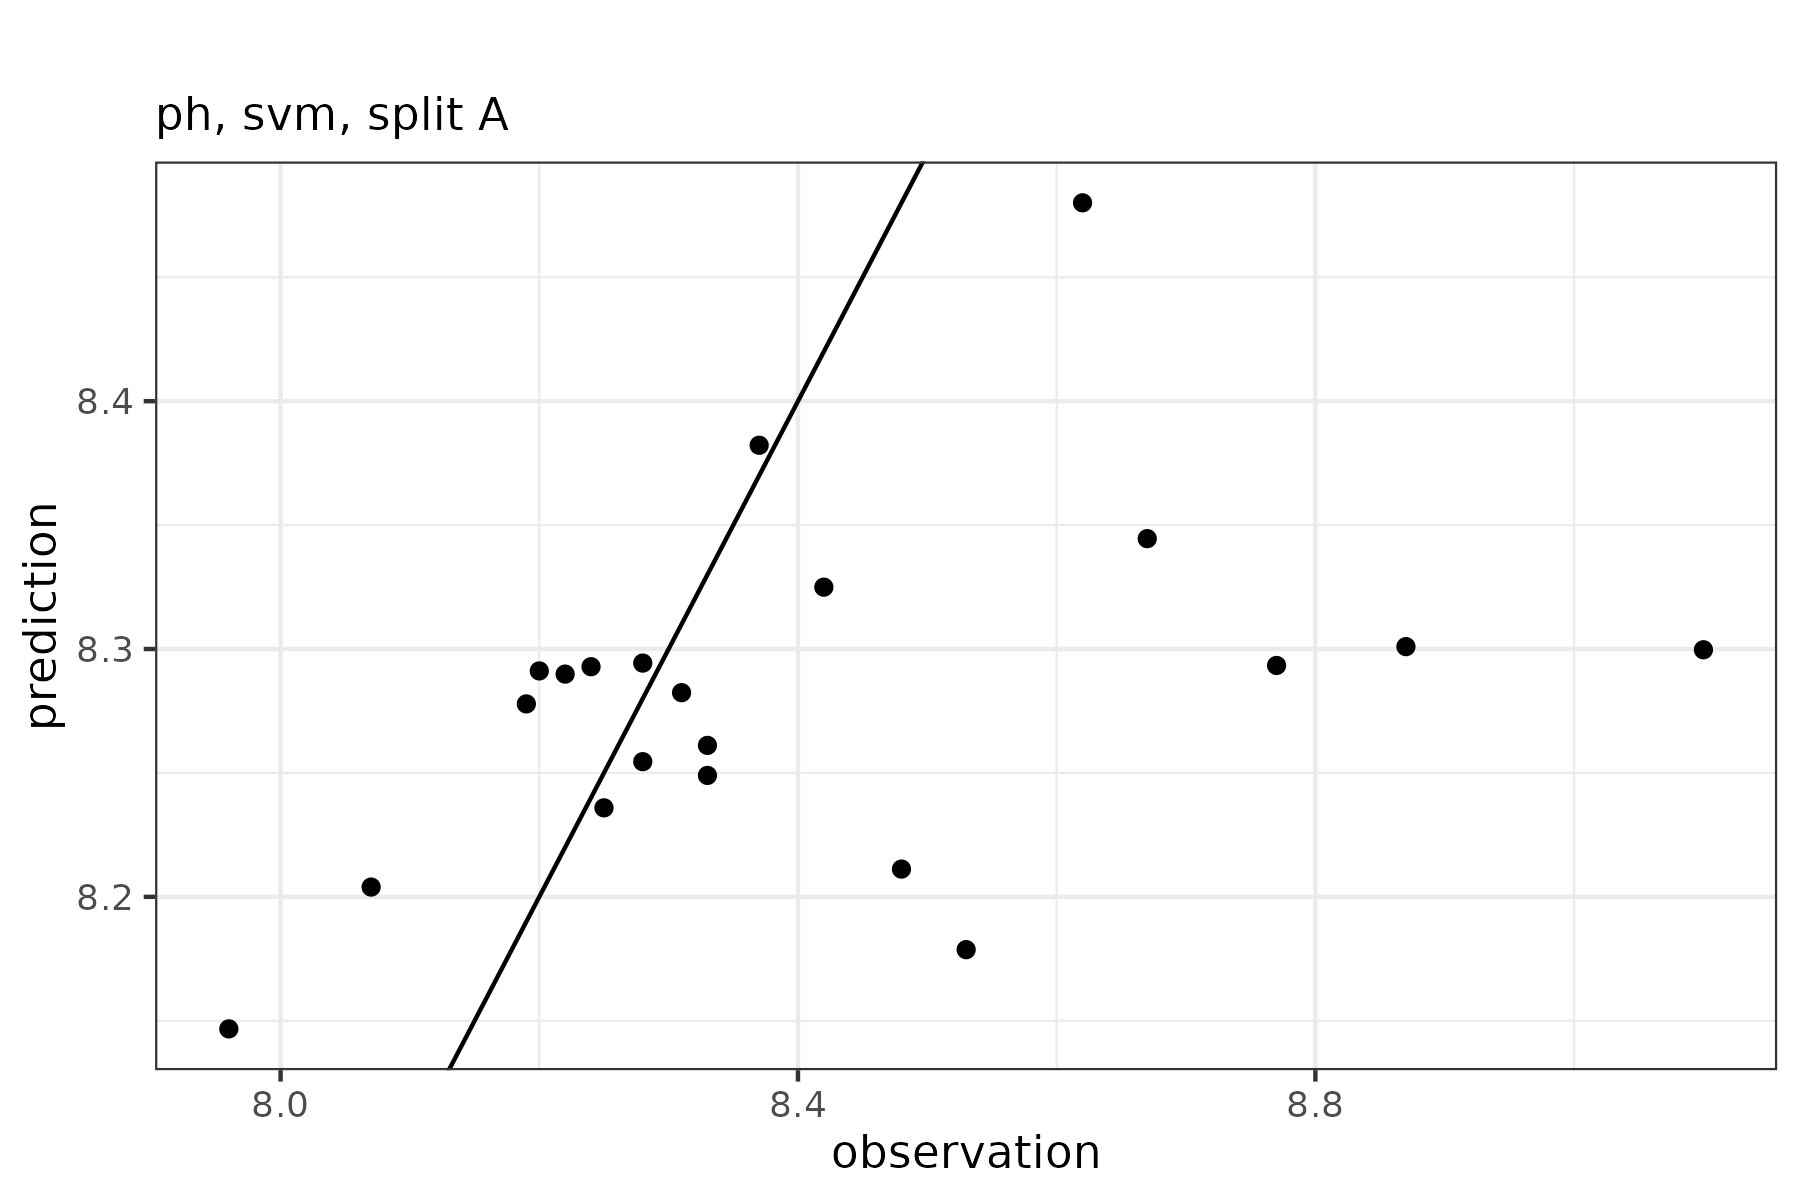 ph, svm, split A
prediction
8.4
8.3
8.2
8.0 8.4 8.8
observation